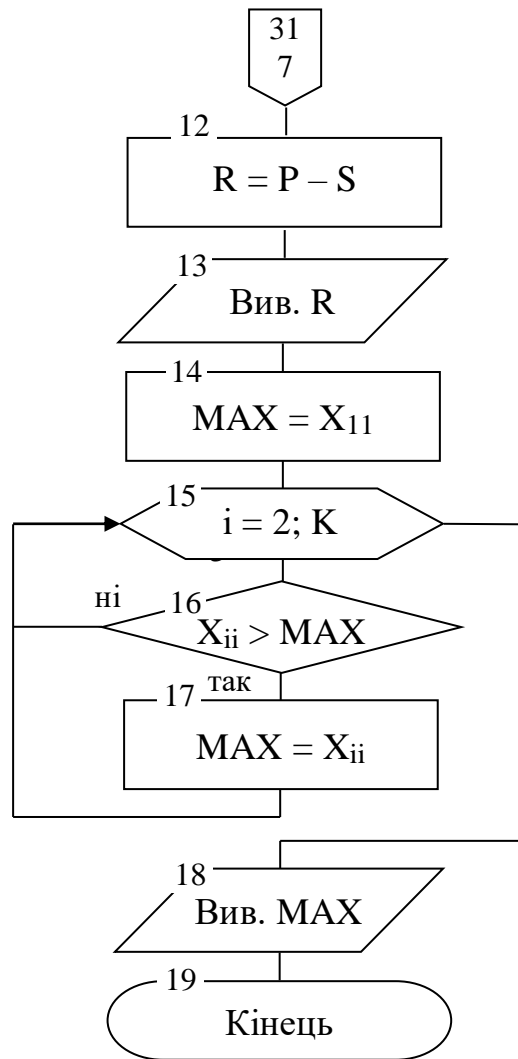 31
7
12
R = P – S
13
Вив. R
14
MAX = X₁₁
15
i = 2; K
ні
16
Xᵢᵢ > MAX
так
17
MAX = Xᵢᵢ
18
Вив. MAX
19
Кінець